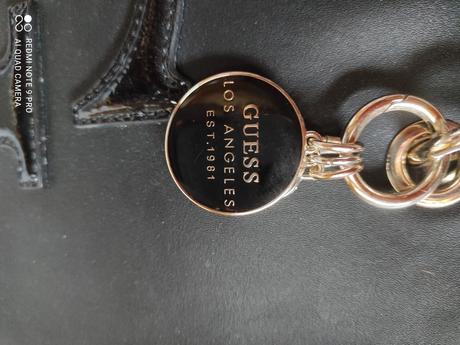 GUESS
LOS ANGELES
EST.1981
REDMI NOTE 9 PRO
AI QUAD CAMERA